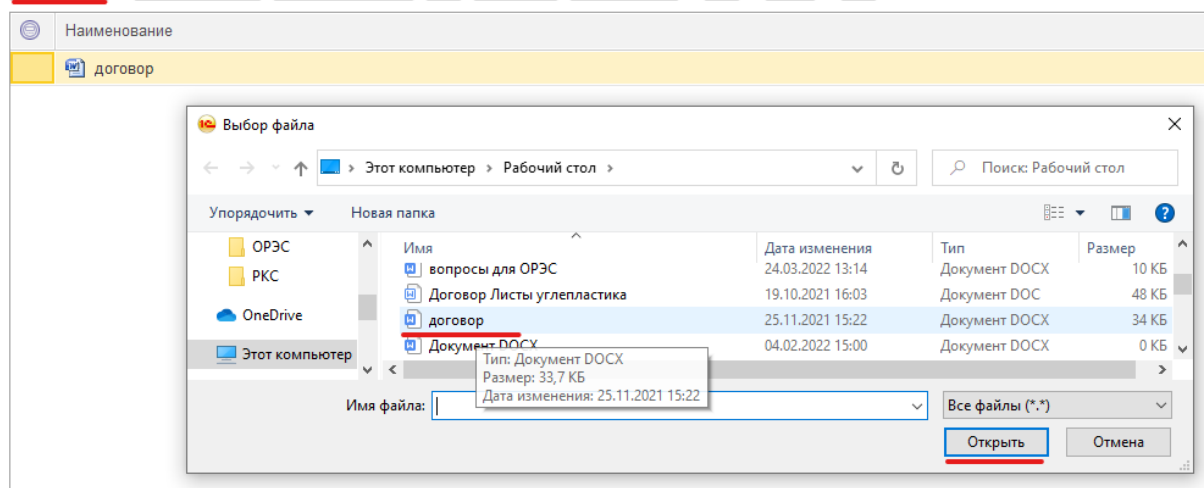 Наименование
договор
Выбор файла
Этот компьютер > Рабочий стол >
Поиск: Рабочий стол
Упорядочить
Новая папка
Имя Дата изменения Тип Размер
ОРЭС
РКС
OneDrive
Этот компьютер
вопросы для ОРЭС 24.03.2022 13:14 Документ DOCX 10 КБ
Договор Листы углепластика 19.10.2021 16:03 Документ DOC 48 КБ
договор 25.11.2021 15:22 Документ DOCX 34 КБ
Документ DOCX 04.02.2022 15:00 Документ DOCX 0 КБ
Тип: Документ DOCX
Размер: 33,7 КБ
Дата изменения: 25.11.2021 15:22
Имя файла:
Все файлы (*.*)
Открыть Отмена